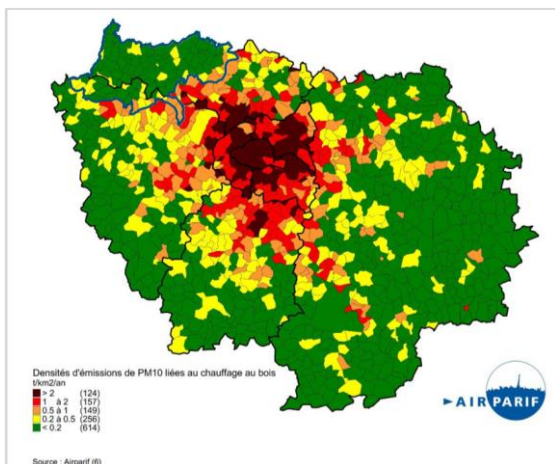 Densités d'émissions de PM10 liées au chauffage au bois
t/km2/an
> 2 (124)
1 à 2 (157)
0.5 à 1 (149)
0.2 à 0.5 (256)
< 0.2 (614)
AIRPARIF
Source : Airparif (6)